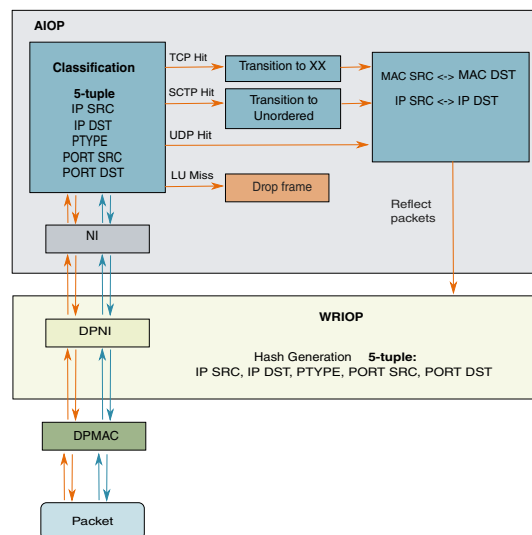 AIOP
Classification
5-tuple
IP SRC
IP DST
PTYPE
PORT SRC
PORT DST
TCP Hit
SCTP Hit
UDP Hit
LU Miss
Transition to XX
Transition to
Unordered
Drop frame
MAC SRC <-> MAC DST
IP SRC <-> IP DST
Reflect
packets
NI
WRIOP
DPNI
Hash Generation 5-tuple:
IP SRC, IP DST, PTYPE, PORT SRC, PORT DST
DPMAC
Packet